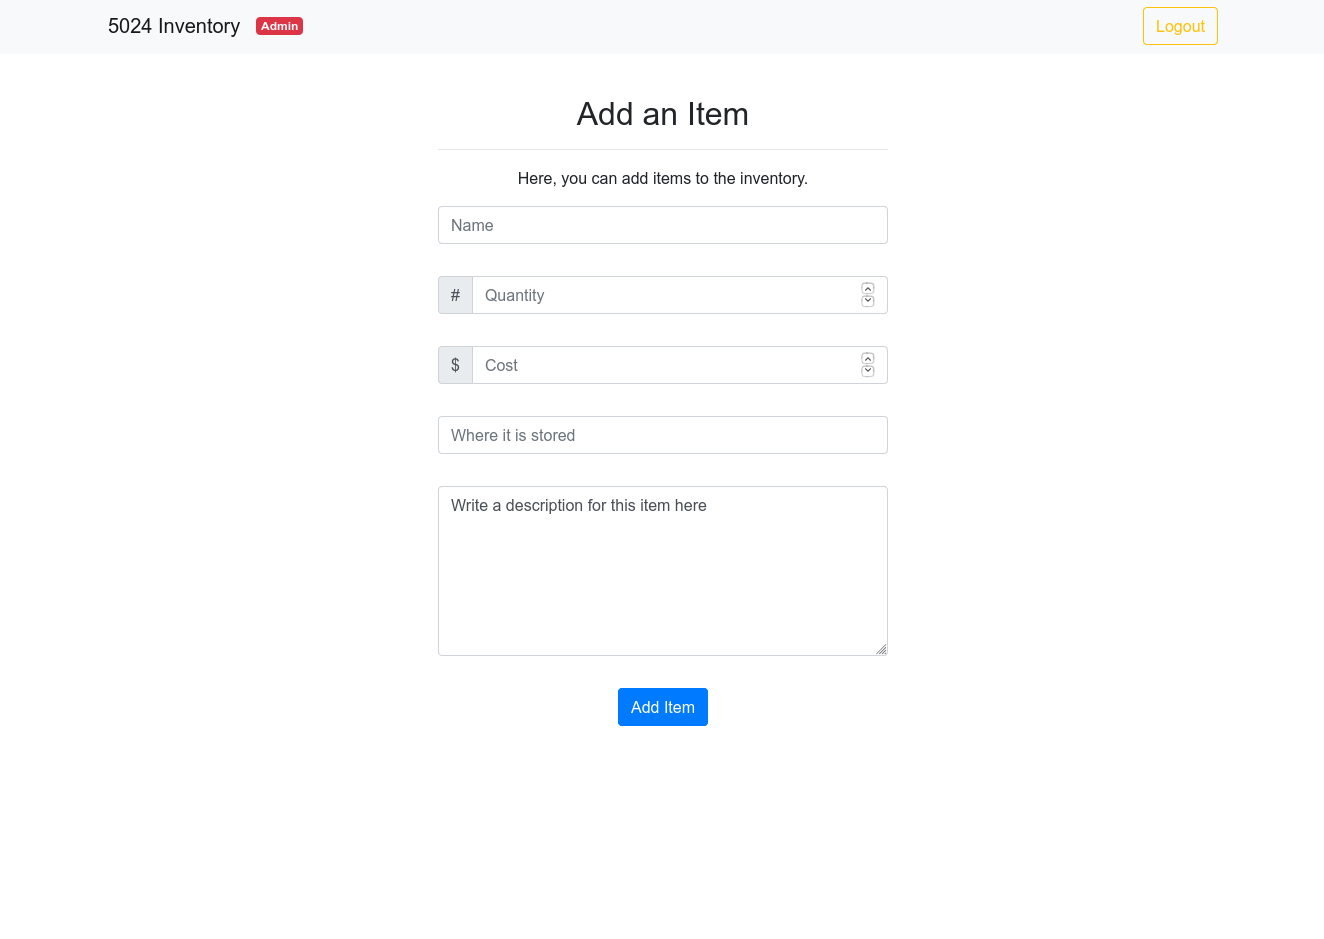 5024 Inventory Admin Logout
Add an Item
Here, you can add items to the inventory.
Name
# Quantity
$ Cost
Where it is stored
Write a description for this item here
Add Item